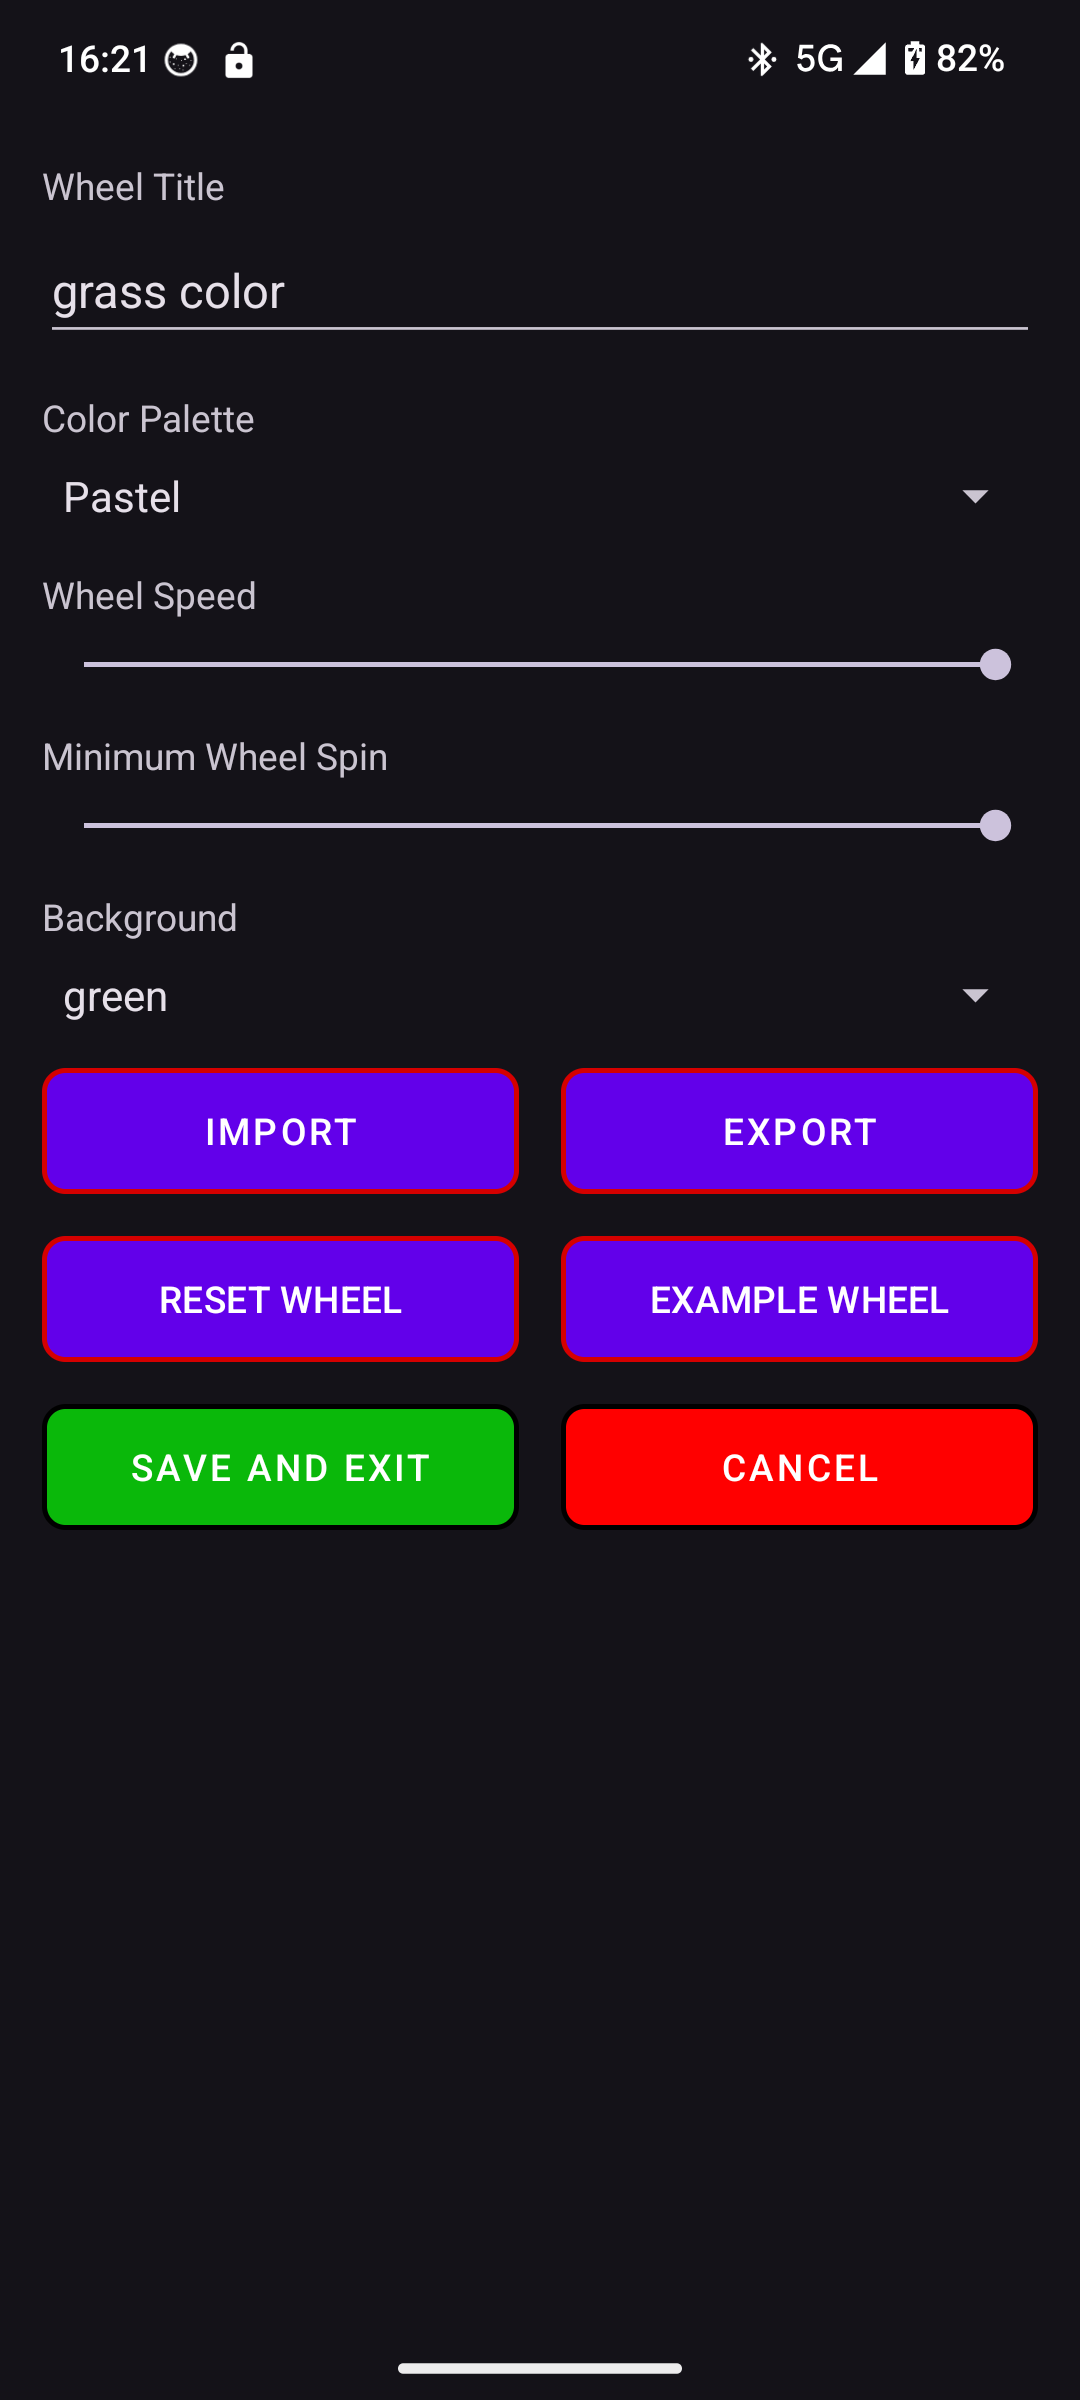 16:21 5G 82%
Wheel Title
grass color
Color Palette
Pastel
Wheel Speed
Minimum Wheel Spin
Background
green
IMPORT EXPORT
RESET WHEEL EXAMPLE WHEEL
SAVE AND EXIT CANCEL